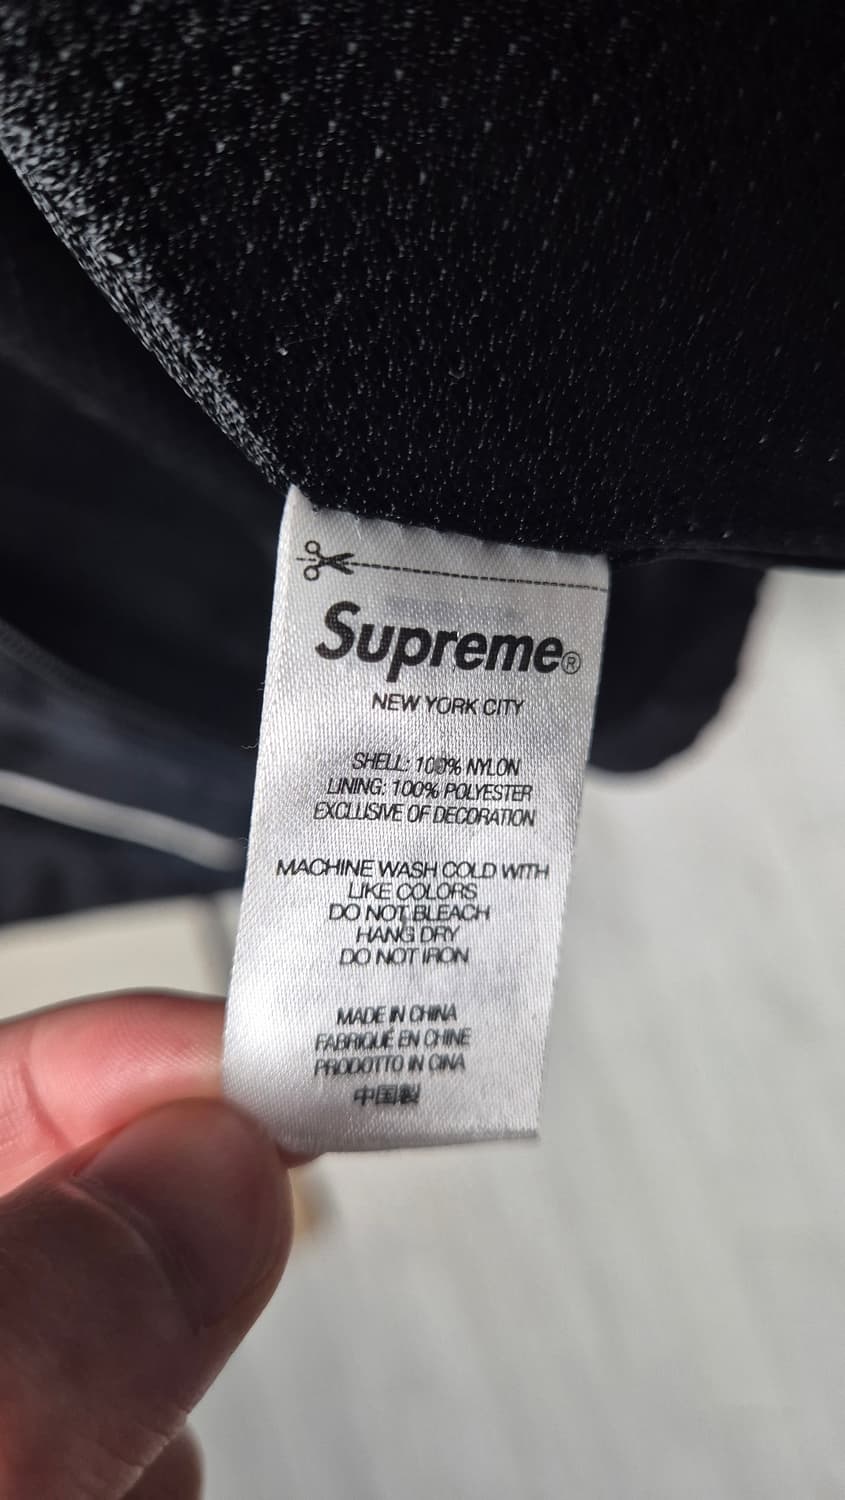 Supreme®
NEW YORK CITY
SHELL: 100% NYLON
LINING: 100% POLYESTER
EXCLUSIVE OF DECORATION
MACHINE WASH COLD WITH
LIKE COLORS
DO NOT BLEACH
HANG DRY
DO NOT IRON
MADE IN CHINA
FABRIQUÉ EN CHINE
PRODOTTO IN CINA
中国製